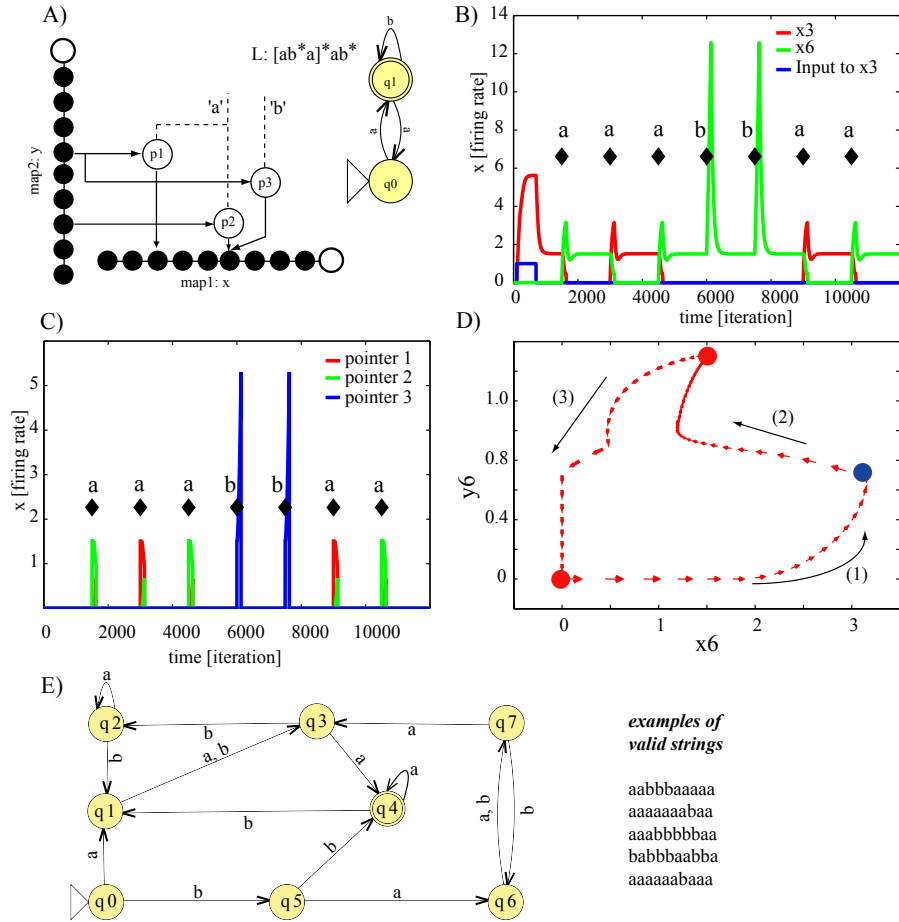 A)
L: [ab*a]*ab*
b
q1
a a
q0
'a' 'b'
p1
p3
p2
map2: y
map1: x
B)
x3
x6
Input to x3
a a a b b a a
x [firing rate]
14
12
10
8
6
4
2
0
0 2000 4000 6000 8000 10000
time [iteration]
C)
pointer 1
pointer 2
pointer 3
a a a b b a a
x [firing rate]
5
4
3
2
1
0 2000 4000 6000 8000 10000
time [iteration]
D)
(3)
(2)
(1)
y6
1.0
0.8
0.4
0
0 1 2 3
x6
E)
a
q2 q3 q7
b a
b a, b a a
q1 q4 a, b b
b
a b
q0 q5 q6
b a
examples of
valid strings
aabbbaaaaa
aaaaaaabaa
aaabbbbbaa
babbbaabba
aaaaaabaaa